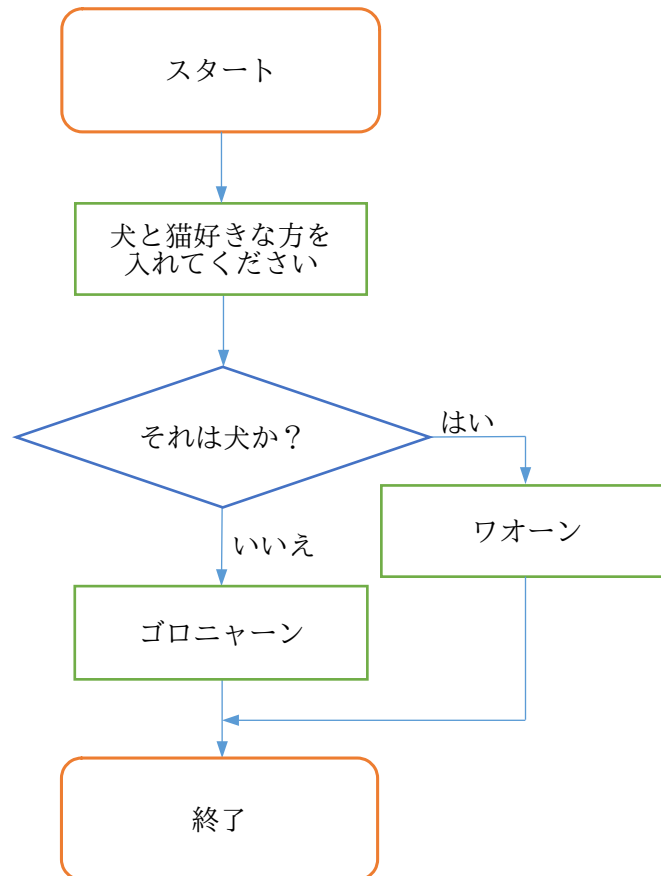 スタート
犬と猫好きな方を
入れてください
それは犬か？
はい
ワオーン
いいえ
ゴロニャーン
終了